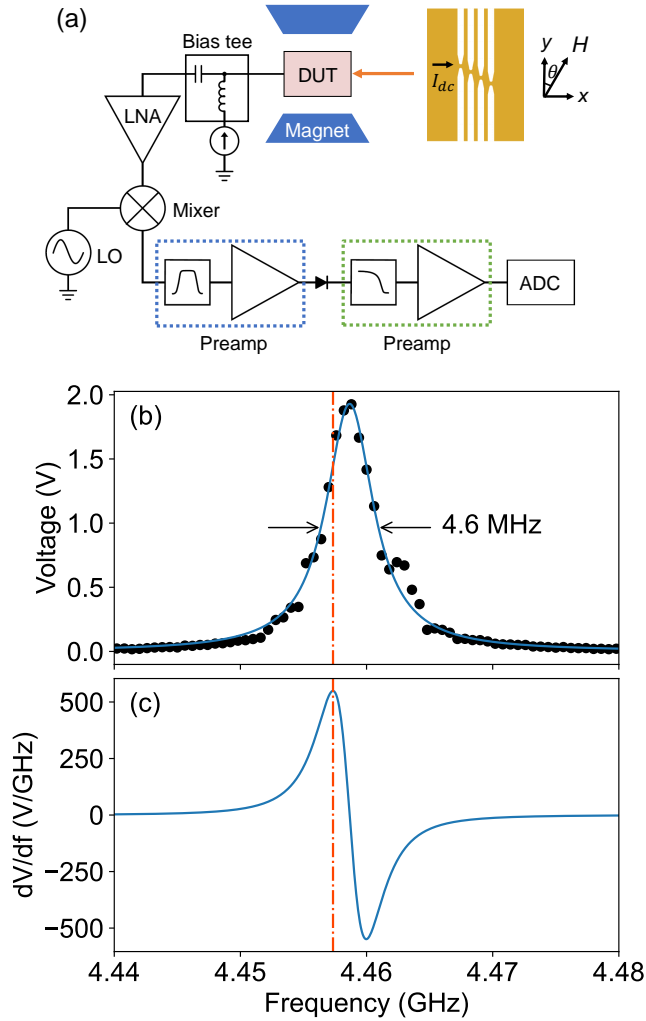 (a)
Bias tee
DUT
I_dc
y H
θ
x
LNA
Magnet
Mixer
LO
ADC
Preamp Preamp
(b)
2.0
1.5
1.0
0.5
0.0
Voltage (V)
4.6 MHz
(c)
500
250
0
−250
−500
dV/df (V/GHz)
4.44 4.45 4.46 4.47 4.48
Frequency (GHz)